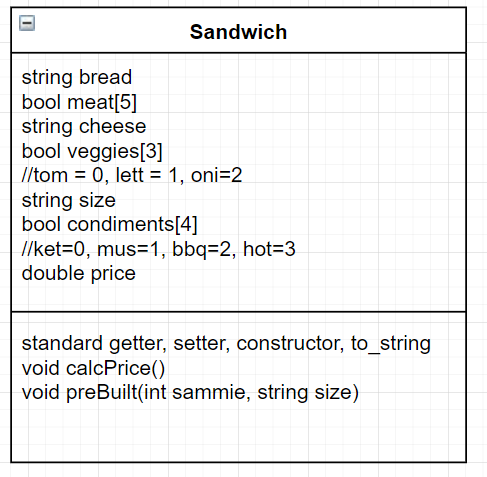 Sandwich
string bread
bool meat[5]
string cheese
bool veggies[3]
//tom = 0, lett = 1, oni=2
string size
bool condiments[4]
//ket=0, mus=1, bbq=2, hot=3
double price
standard getter, setter, constructor, to_string
void calcPrice()
void preBuilt(int sammie, string size)